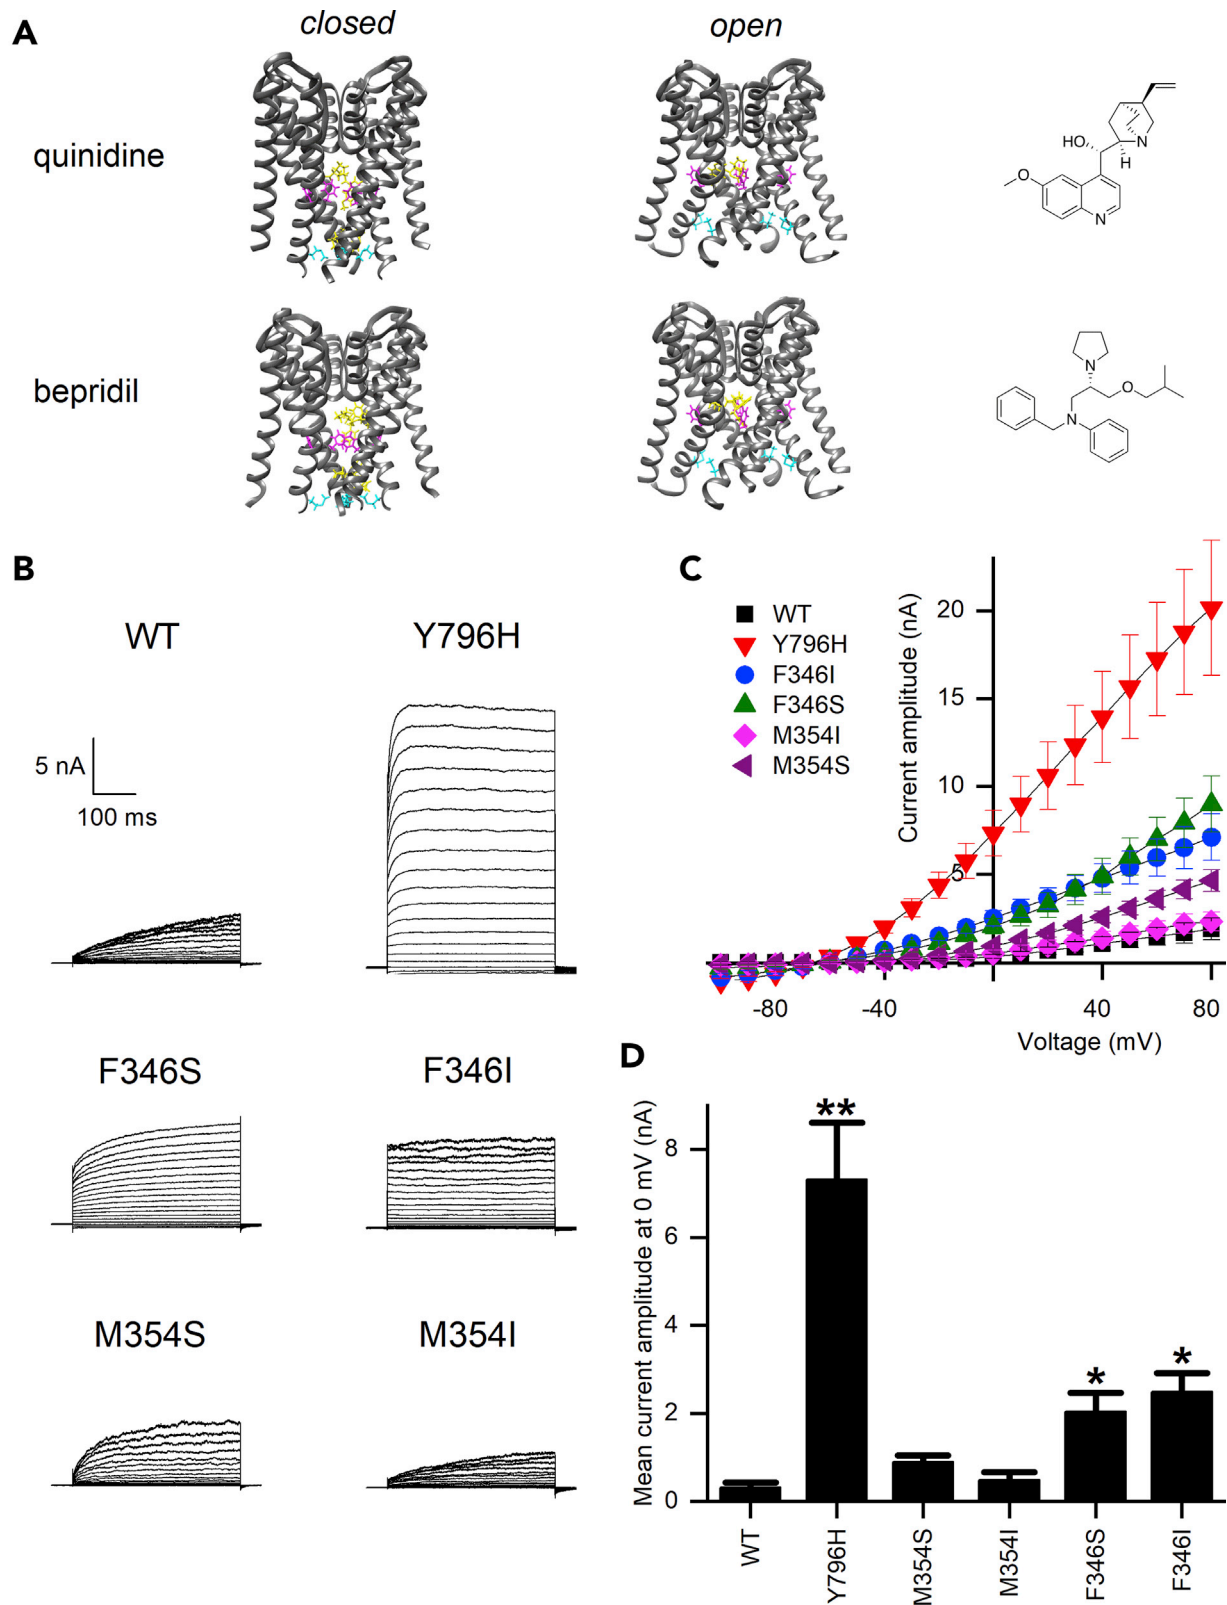 A
closed
open
quinidine
HO
N
H
O
N
bepridil
N
O
N
B
WT
Y796H
5 nA
100 ms
F346S
F346I
M354S
M354I
C
WT
Y796H
F346I
F346S
M354I
M354S
Current amplitude (nA)
20
15
10
5
-80
-40
40
80
Voltage (mV)
D
Mean current amplitude at 0 mV (nA)
8
6
4
2
0
**
*
*
WT
Y796H
M354S
M354I
F346S
F346I